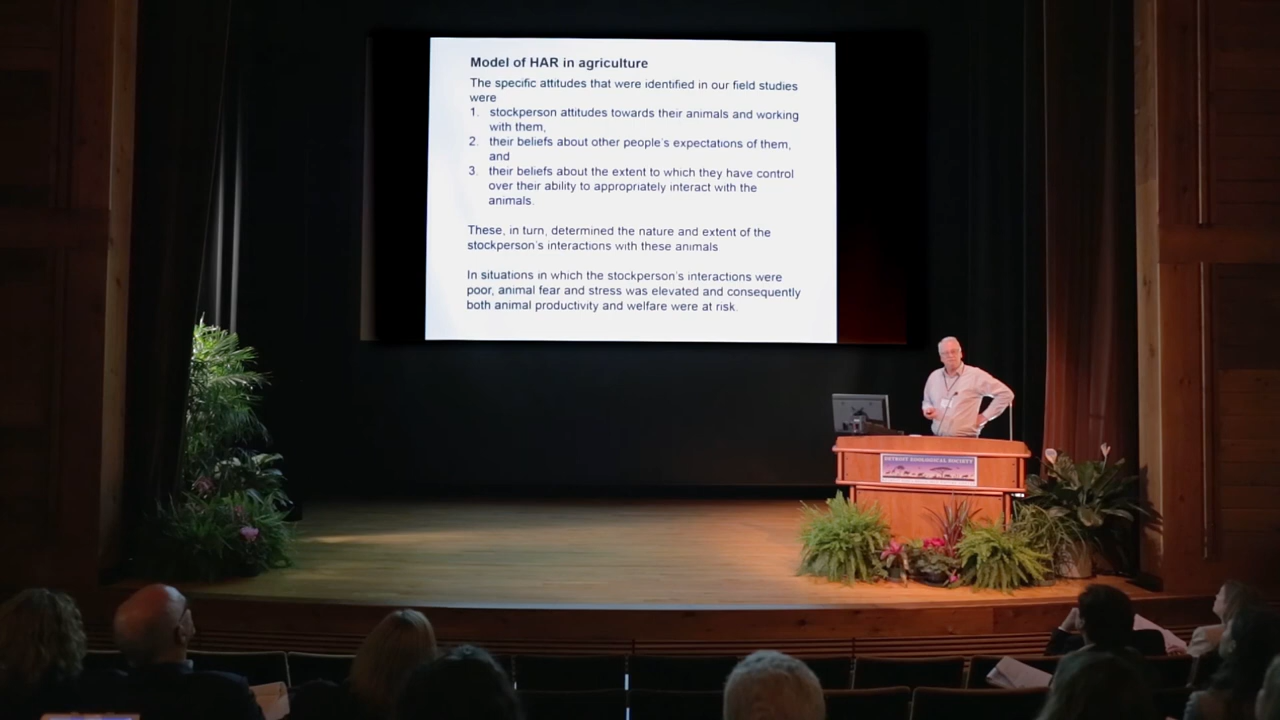 Model of HAR in agriculture
The specific attitudes that were identified in our field studies
were
1. stockperson attitudes towards their animals and working
with them,
2. their beliefs about other people's expectations of them,
and
3. their beliefs about the extent to which they have control
over their ability to appropriately interact with the
animals.
These, in turn, determined the nature and extent of the
stockperson's interactions with these animals
In situations in which the stockperson's interactions were
poor, animal fear and stress was elevated and consequently
both animal productivity and welfare were at risk.
DETROIT ZOOLOGICAL SOCIETY